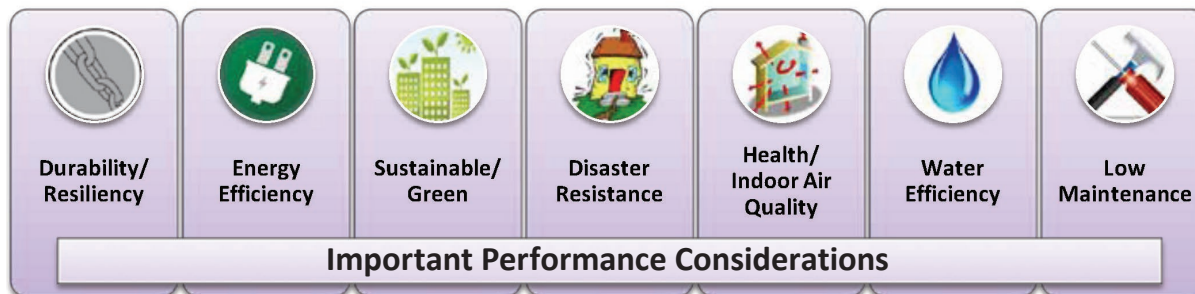 Durability/
Resiliency
Energy
Efficiency
Sustainable/
Green
Disaster
Resistance
Health/
Indoor Air
Quality
Water
Efficiency
Low
Maintenance
Important Performance Considerations